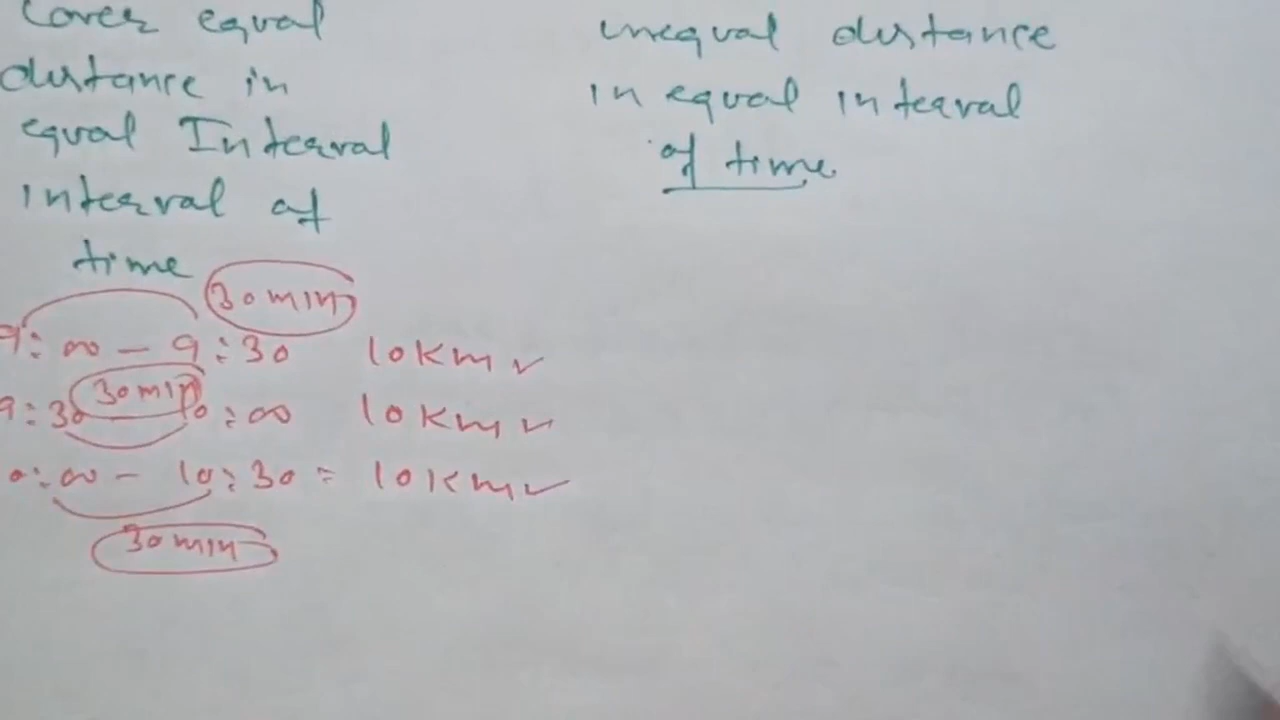 Cover equal
distance in
equal Interval
interval of
time
30 min
9:00 - 9:30 10Km
30 min
9:30 10:00 10Km
0:00 - 10:30 = 10Km
30 min
unequal distance
in equal interval
of time